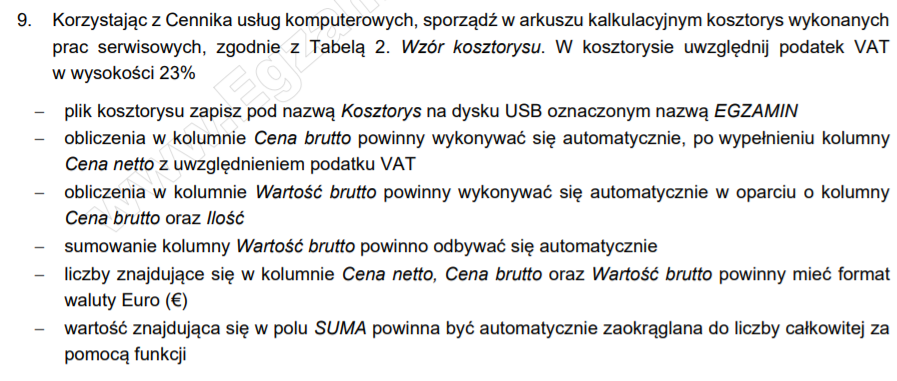 9. Korzystając z Cennika usług komputerowych, sporządź w arkuszu kalkulacyjnym kosztorys wykonanych
prac serwisowych, zgodnie z Tabelą 2. Wzór kosztorysu. W kosztorysie uwzględnij podatek VAT
w wysokości 23%
– plik kosztorysu zapisz pod nazwą Kosztorys na dysku USB oznaczonym nazwą EGZAMIN
– obliczenia w kolumnie Cena brutto powinny wykonywać się automatycznie, po wypełnieniu kolumny
Cena netto z uwzględnieniem podatku VAT
– obliczenia w kolumnie Wartość brutto powinny wykonywać się automatycznie w oparciu o kolumny
Cena brutto oraz Ilość
– sumowanie kolumny Wartość brutto powinno odbywać się automatycznie
– liczby znajdujące się w kolumnie Cena netto, Cena brutto oraz Wartość brutto powinny mieć format
waluty Euro (€)
– wartość znajdująca się w polu SUMA powinna być automatycznie zaokrąglana do liczby całkowitej za
pomocą funkcji
www.Egza